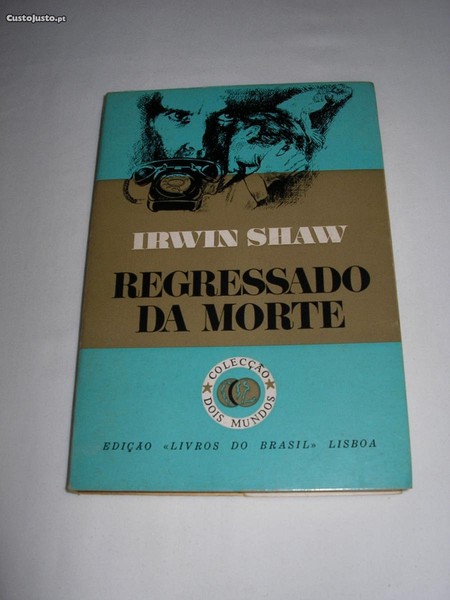 CustoJusto.pt
IRWIN SHAW
REGRESSADO
DA MORTE
COLECÇÃO
DOIS MUNDOS
EDIÇÃO «LIVROS DO BRASIL» LISBOA